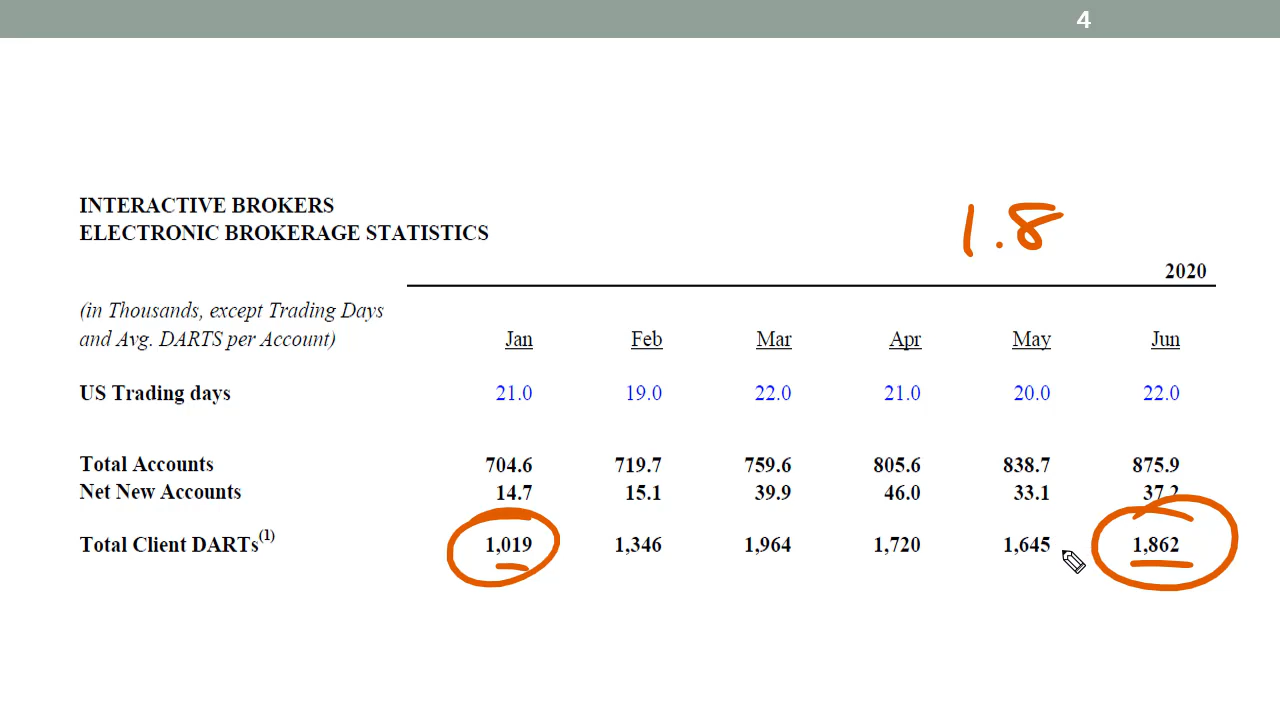 4
INTERACTIVE BROKERS
ELECTRONIC BROKERAGE STATISTICS
1.8
2020
(in Thousands, except Trading Days
and Avg. DARTS per Account) Jan Feb Mar Apr May Jun
US Trading days 21.0 19.0 22.0 21.0 20.0 22.0
Total Accounts 704.6 719.7 759.6 805.6 838.7 875.9
Net New Accounts 14.7 15.1 39.9 46.0 33.1 37.2
Total Client DARTs(1) 1,019 1,346 1,964 1,720 1,645 1,862